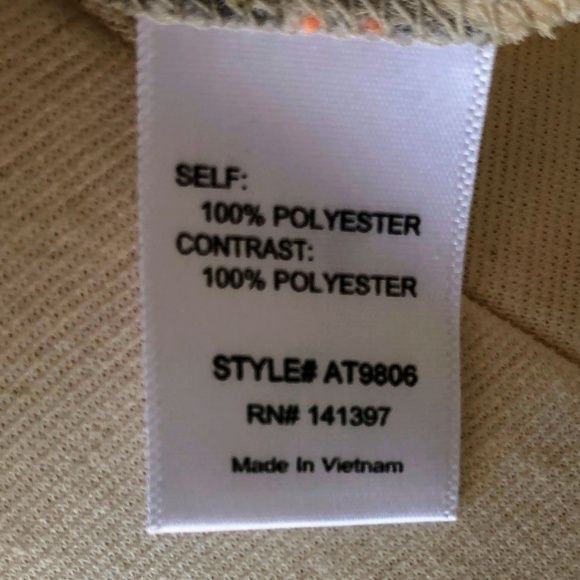 SELF:
100% POLYESTER
CONTRAST:
100% POLYESTER
STYLE# AT9806
RN# 141397
Made In Vietnam